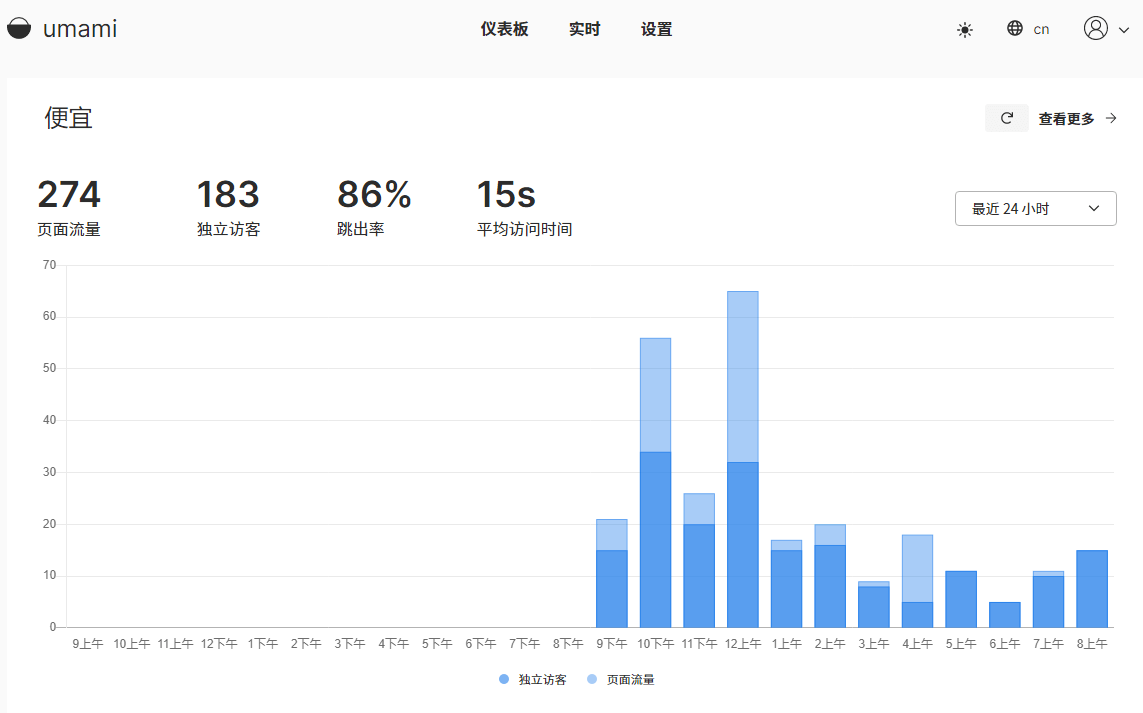 umami 仪表板 实时 设置 cn
便宜 查看更多
274 183 86% 15s
页面流量 独立访客 跳出率 平均访问时间
最近 24 小时
70
60
50
40
30
20
10
0
9上午 10上午 11上午 12下午 1下午 2下午 3下午 4下午 5下午 6下午 7下午 8下午 9下午 10下午 11下午 12上午 1上午 2上午 3上午 4上午 5上午 6上午 7上午 8上午
独立访客 页面流量